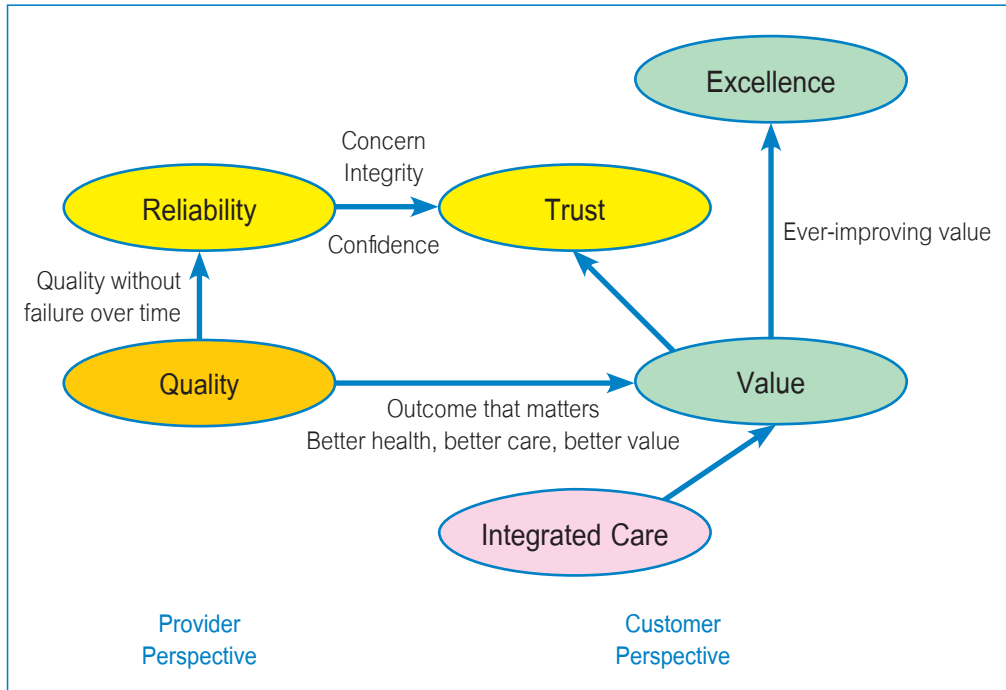 Excellence
Concern
Integrity
Reliability
Trust
Confidence
Ever-improving value
Quality without
failure over time
Quality
Value
Outcome that matters
Better health, better care, better value
Integrated Care
Provider
Perspective
Customer
Perspective